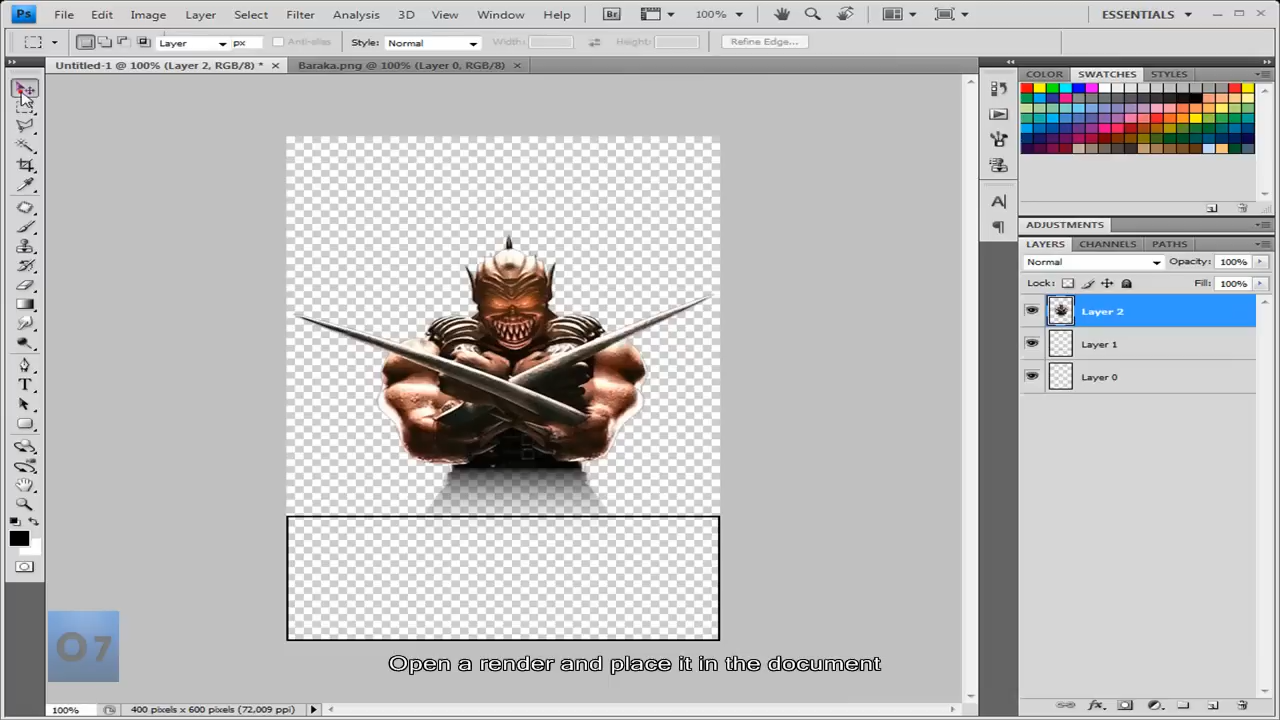 Ps File Edit Image Layer Select Filter Analysis 3D View Window Help Br 100% ESSENTIALS
Layer px Anti-alias Style: Normal Width: Height: Refine Edge...
Untitled-1 @ 100% (Layer 2, RGB/8) * Baraka.png @ 100% (Layer 0, RGB/8)
COLOR SWATCHES STYLES
ADJUSTMENTS
LAYERS CHANNELS PATHS
Normal Opacity: 100%
Lock: Fill: 100%
Layer 2
Layer 1
Layer 0
O7
Open a render and place it in the document
100% 400 pixels x 600 pixels (72,009 ppi)